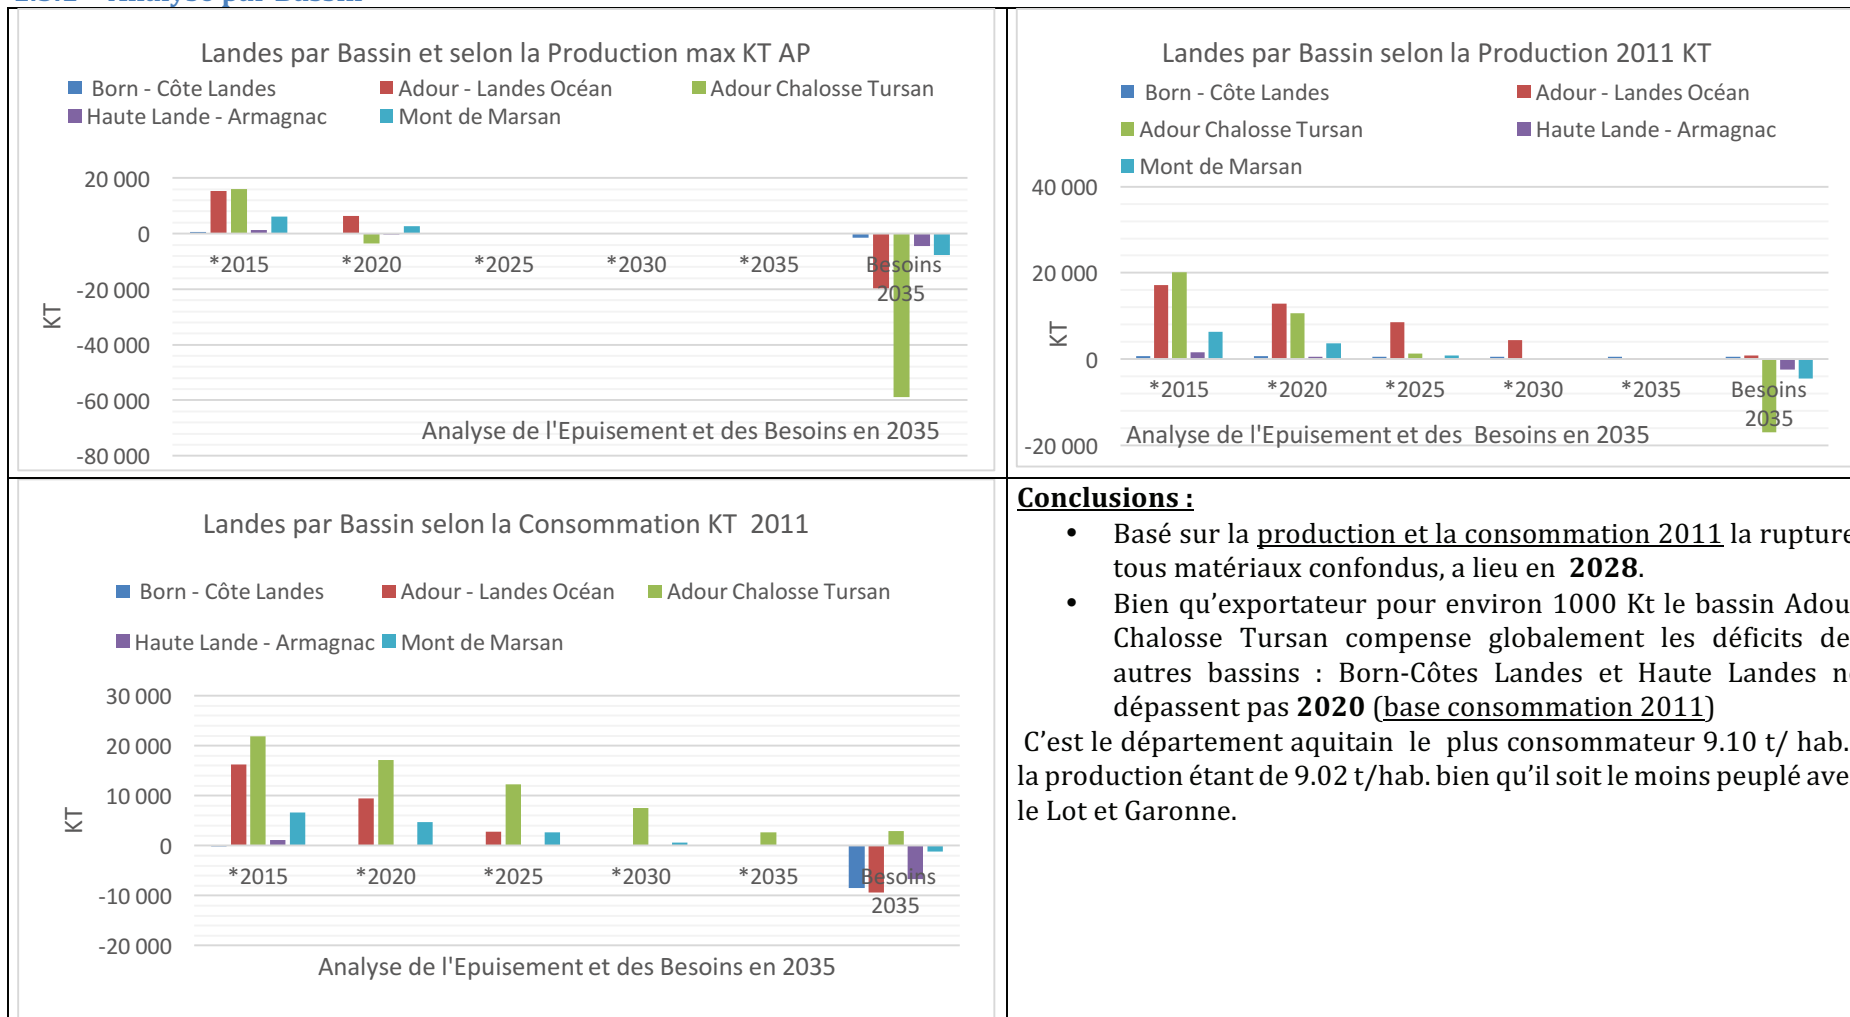 Landes par Bassin et selon la Production max KT AP
Born - Côte Landes
Adour - Landes Océan
Adour Chalosse Tursan
Haute Lande - Armagnac
Mont de Marsan
20 000
0
-20 000
-40 000
-60 000
-80 000
KT
*2015
*2020
*2025
*2030
*2035
Besoins
2035
Analyse de l'Epuisement et des Besoins en 2035
Landes par Bassin selon la Production 2011 KT
Born - Côte Landes
Adour - Landes Océan
Adour Chalosse Tursan
Haute Lande - Armagnac
Mont de Marsan
40 000
20 000
0
-20 000
KT
*2015
*2020
*2025
*2030
*2035
Besoins
2035
Analyse de l'Epuisement et des Besoins en 2035
Landes par Bassin selon la Consommation KT 2011
Born - Côte Landes
Adour - Landes Océan
Adour Chalosse Tursan
Haute Lande - Armagnac
Mont de Marsan
30 000
20 000
10 000
0
-10 000
-20 000
KT
*2015
*2020
*2025
*2030
*2035
Besoins
2035
Analyse de l'Epuisement et des Besoins en 2035
Conclusions :
• Basé sur la production et la consommation 2011 la rupture
tous matériaux confondus, a lieu en 2028.
• Bien qu'exportateur pour environ 1000 Kt le bassin Adou
Chalosse Tursan compense globalement les déficits de
autres bassins : Born-Côtes Landes et Haute Landes n
dépassent pas 2020 (base consommation 2011)
C'est le département aquitain le plus consommateur 9.10 t/ hab.
la production étant de 9.02 t/hab. bien qu'il soit le moins peuplé ave
le Lot et Garonne.